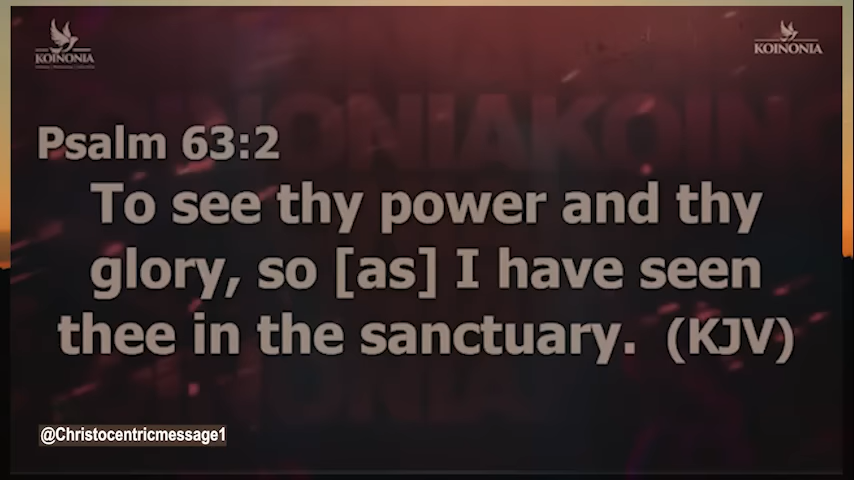 KOINONIA
KOINONIA
Psalm 63:2
To see thy power and thy
glory, so [as] I have seen
thee in the sanctuary. (KJV)
@Christocentricmessage1